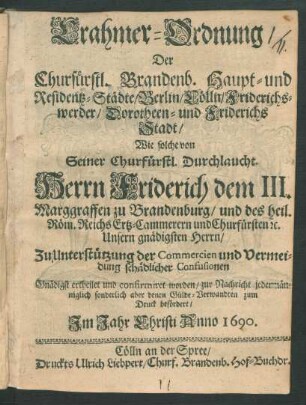 Crahmer-Ordnung /
Der
Churfürstl. Brandenb. Haupt- und
Residentz-Städte / Berlin / Cölln / Friderichs-
werder / Dorotheen- und Friderichs
Stadt /
Wie solche von
Seiner Churfürstl. Durchlaucht.
Herrn Friderich dem III.
Marggraffen zu Brandenburg / und des heil.
Röm. Reichs Ertz-Cammerern und Churfürsten ꝛc.
Unsern gnädigsten Herrn /
Zu Unterstützung der Commercien und Vermei-
dung schädlicher Confusionen
Gnädigst ertheilet und confirmiret worden / zur Nachricht jedermän-
niglich sonderlich aber denen Gülde-Verwandten zum
Druck befördert /
Im Jahr Christi Anno 1690.
Cölln an der Spree /
Druckts Ulrich Liebpert / Churf. Brandenb. Hof-Buchdr.